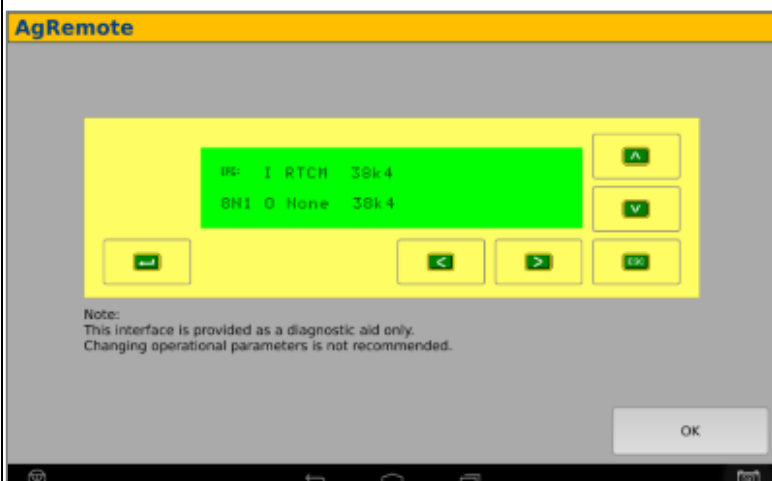 AgRemote
I RTCM 38k4
8N1 O None 38k4
ESC
Note:
This interface is provided as a diagnostic aid only.
Changing operational parameters is not recommended.
OK